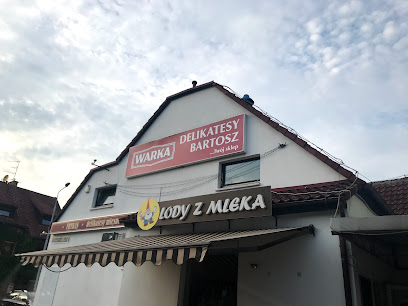 WARKA
DELIKATESY
BARTOSZ
...Twój sklep
LODY Z MLEKA